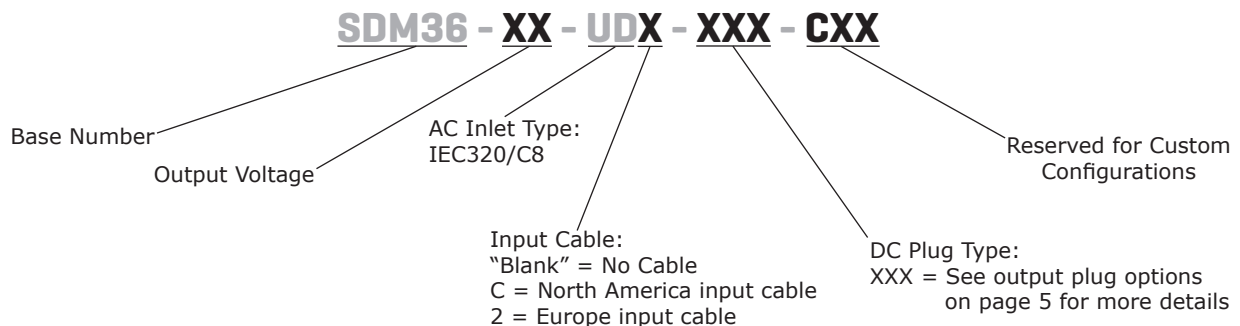 SDM36 - XX - UDX - XXX - CXX
Base Number
Output Voltage
AC Inlet Type:
IEC320/C8
Input Cable:
“Blank” = No Cable
C = North America input cable
2 = Europe input cable
DC Plug Type:
XXX = See output plug options
on page 5 for more details
Reserved for Custom
Configurations